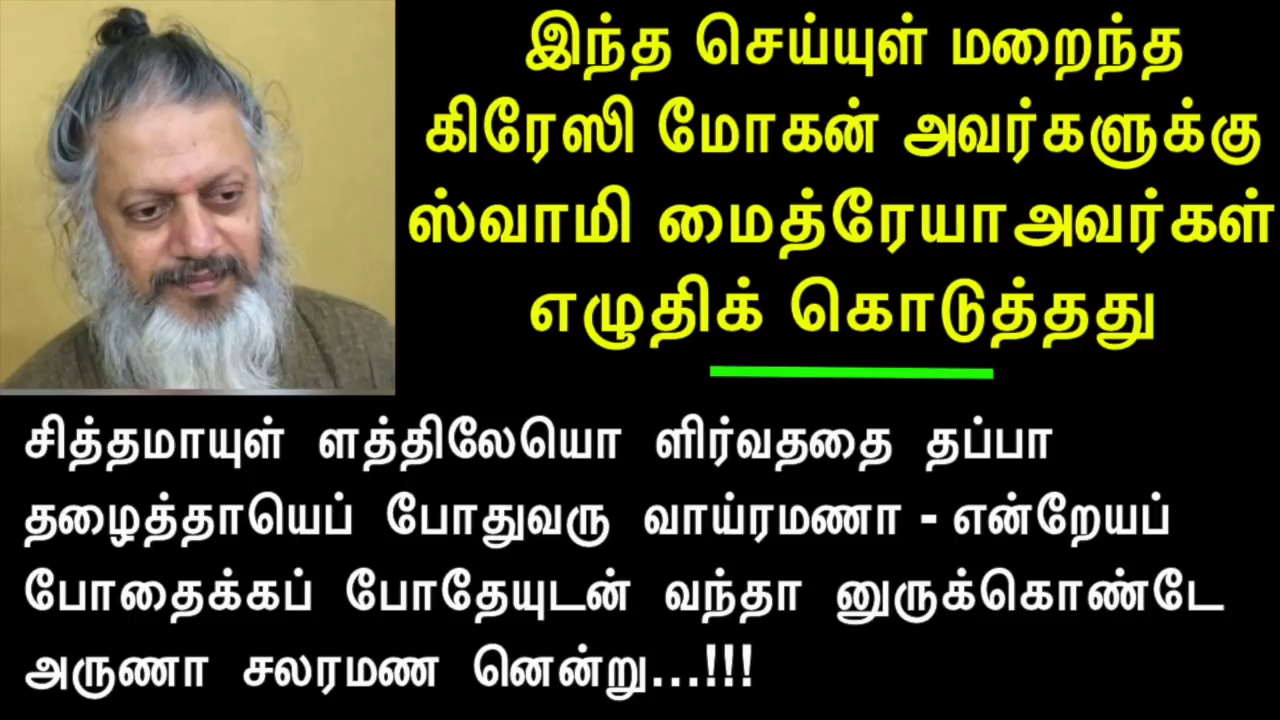 இந்த செய்யுள் மறைந்த
கிரேஸி மோகன் அவர்களுக்கு
ஸ்வாமி மைத்ரேயாஅவர்கள்
எழுதிக் கொடுத்தது
சித்தமாயுள் ளத்திலேயொ ளிர்வததை தப்பா
தழைத்தாயெப் போதுவரு வாய்ரமணா - என்றேயப்
போதைக்கப் போதேயுடன் வந்தா னுருக்கொண்டே
அருணா சலரமண னென்று...!!!